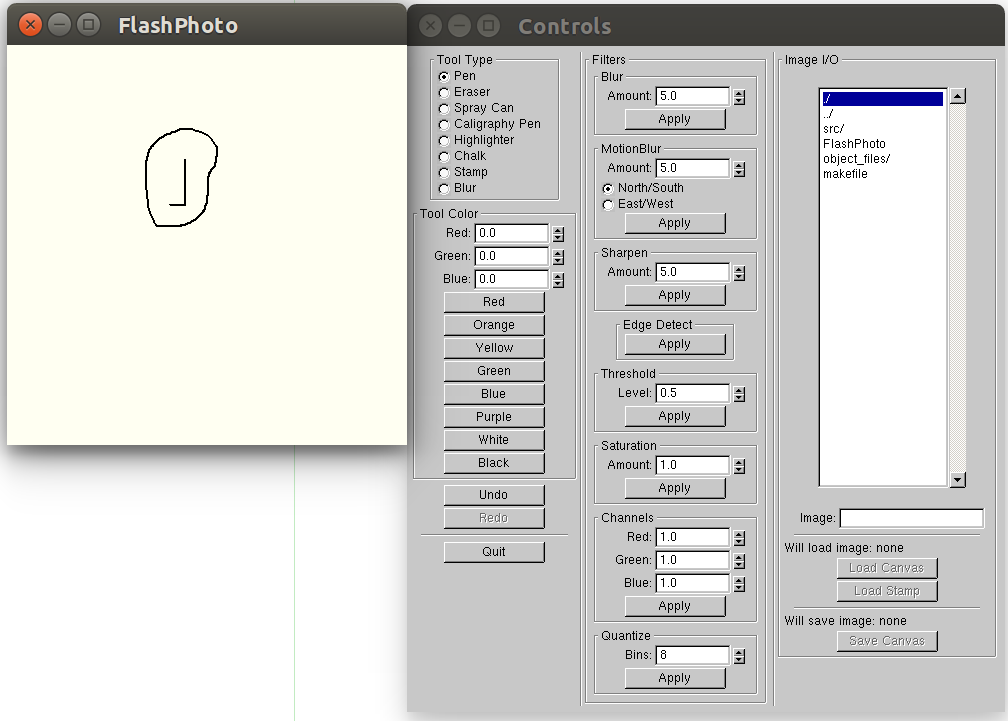 FlashPhoto
Controls
Tool Type
Pen
Eraser
Spray Can
Caligraphy Pen
Highlighter
Chalk
Stamp
Blur
Tool Color
Red: 0.0
Green: 0.0
Blue: 0.0
Red
Orange
Yellow
Green
Blue
Purple
White
Black
Undo
Redo
Quit
Filters
Blur
Amount: 5.0
Apply
MotionBlur
Amount: 5.0
North/South
East/West
Apply
Sharpen
Amount: 5.0
Apply
Edge Detect
Apply
Threshold
Level: 0.5
Apply
Saturation
Amount: 1.0
Apply
Channels
Red: 1.0
Green: 1.0
Blue: 1.0
Apply
Quantize
Bins: 8
Apply
Image I/O
./
../
src/
FlashPhoto
object_files/
makefile
Image:
Will load image: none
Load Canvas
Load Stamp
Will save image: none
Save Canvas